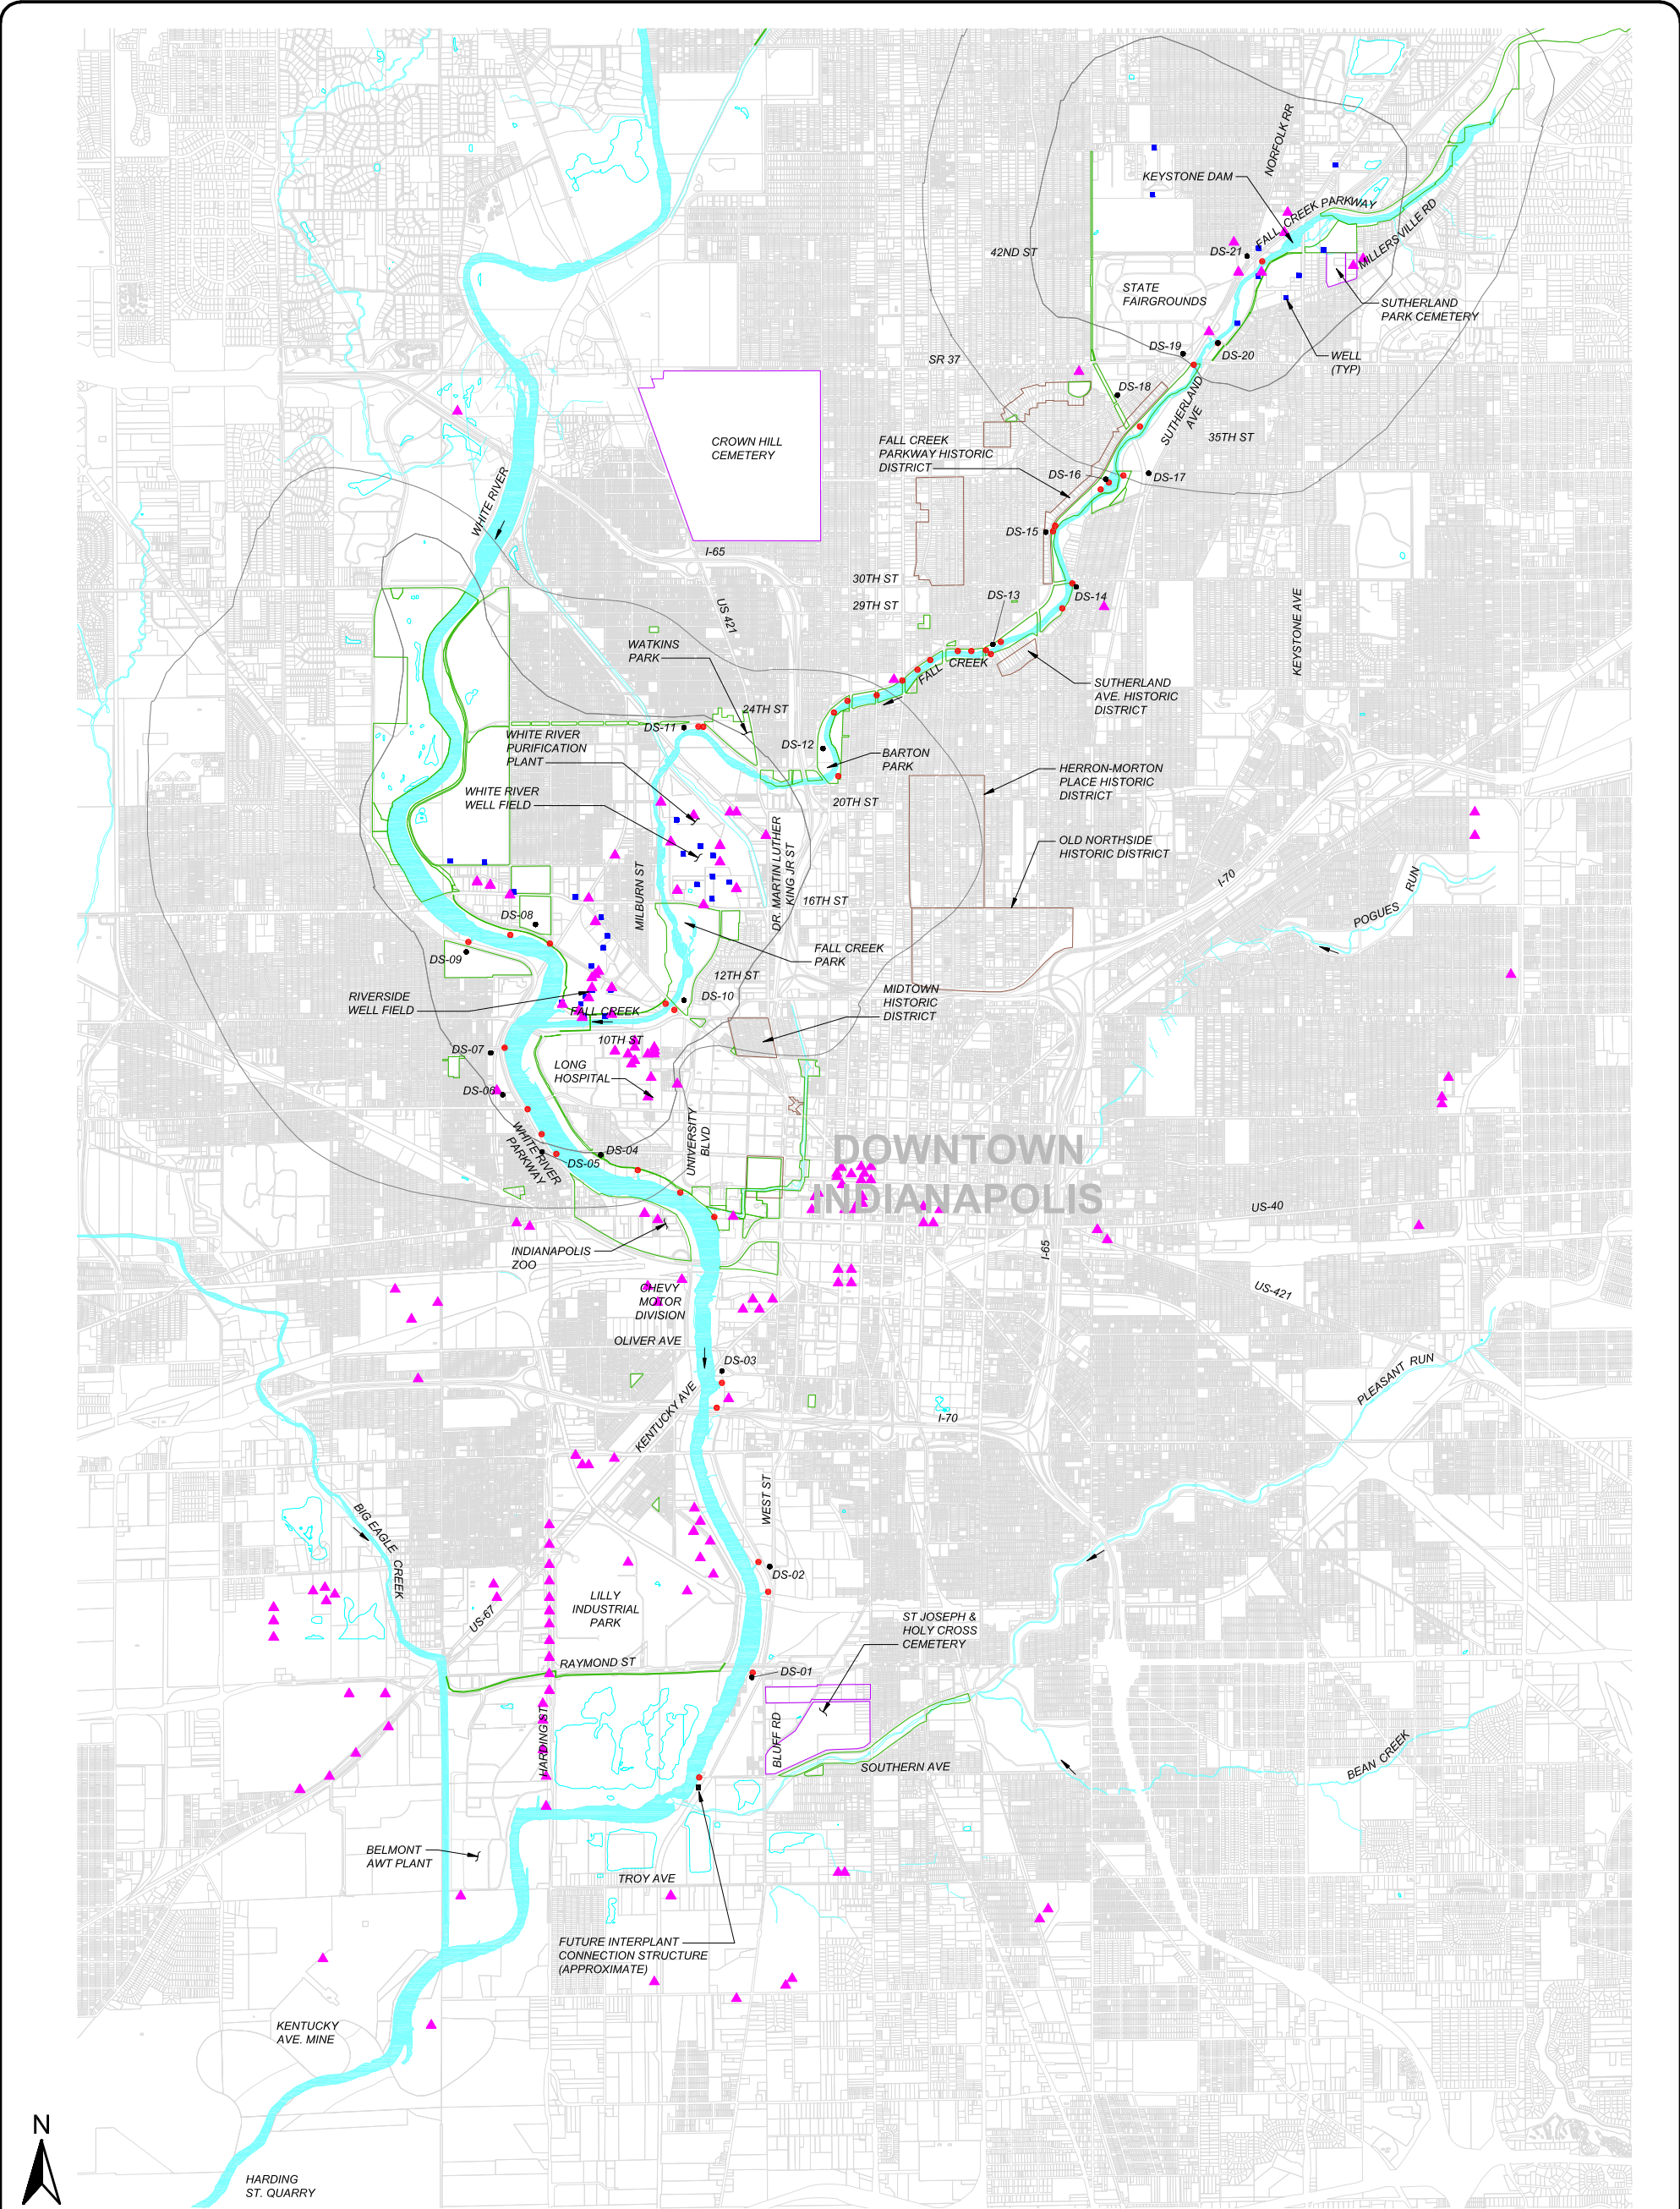 NORFOLK RR
KEYSTONE DAM
FALL CREEK PARKWAY
MILLERSVILLE RD
42ND ST
DS-21
STATE
FAIRGROUNDS
SUTHERLAND
PARK CEMETERY
DS-19
DS-20
WELL
(TYP)
SR 37
DS-18
SUTHERLAND
AVE
35TH ST
CROWN HILL
CEMETERY
FALL CREEK
PARKWAY HISTORIC
DISTRICT
DS-16
DS-17
WHITE RIVER
DS-15
I-65
30TH ST
29TH ST
DS-13
DS-14
US 421
KEYSTONE AVE
WATKINS
PARK
FALL CREEK
SUTHERLAND
AVE. HISTORIC
DISTRICT
24TH ST
DS-11
WHITE RIVER
PURIFICATION
PLANT
DS-12
BARTON
PARK
HERRON-MORTON
PLACE HISTORIC
DISTRICT
WHITE RIVER
WELL FIELD
20TH ST
OLD NORTHSIDE
HISTORIC DISTRICT
DR. MARTIN LUTHER
KING JR ST
MILBURN ST
I-70
POGUES RUN
16TH ST
DS-08
DS-09
FALL CREEK
PARK
12TH ST
DS-10
MIDTOWN
HISTORIC
DISTRICT
RIVERSIDE
WELL FIELD
FALL CREEK
10TH ST
DS-07
LONG
HOSPITAL
DS-06
WHITE RIVER
PARKWAY
UNIVERSITY
BLVD
DS-04
DS-05
DOWNTOWN
INDIANAPOLIS
US-40
I-65
INDIANAPOLIS
ZOO
CHEVY
MOTOR
DIVISION
US-421
OLIVER AVE
DS-03
PLEASANT RUN
KENTUCKY AVE
I-70
WEST ST
BIG EAGLE CREEK
DS-02
LILLY
INDUSTRIAL
PARK
US-67
ST JOSEPH &
HOLY CROSS
CEMETERY
RAYMOND ST
DS-01
HARDING ST
BLUFF RD
SOUTHERN AVE
BEAN CREEK
BELMONT
AWT PLANT
TROY AVE
FUTURE INTERPLANT
CONNECTION STRUCTURE
(APPROXIMATE)
KENTUCKY
AVE. MINE
N
HARDING
ST. QUARRY